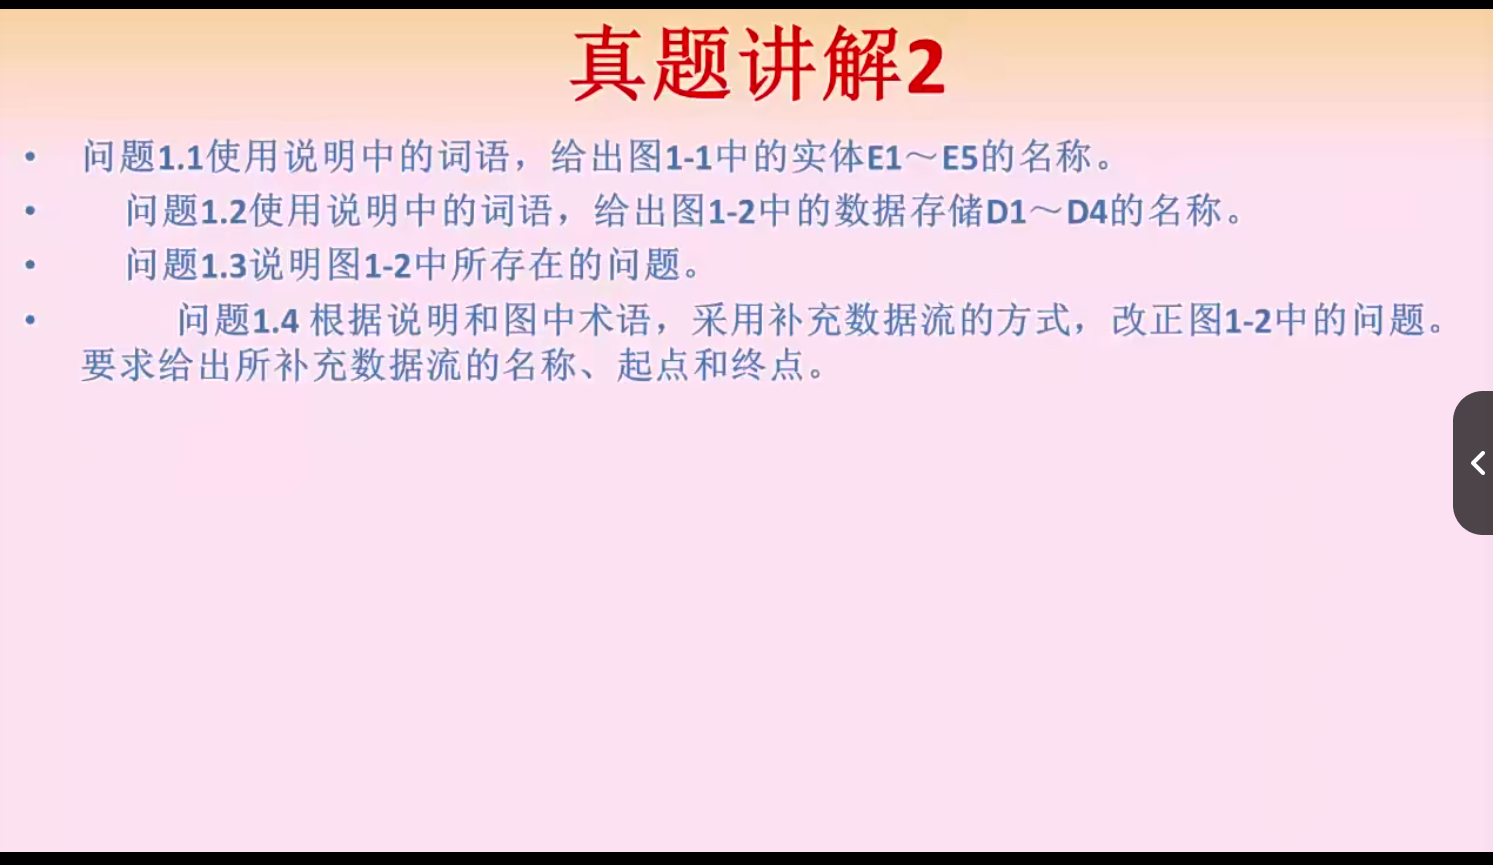 真题讲解2
• 问题1.1使用说明中的词语，给出图1-1中的实体E1～E5的名称。
• 问题1.2使用说明中的词语，给出图1-2中的数据存储D1～D4的名称。
• 问题1.3说明图1-2中所存在的问题。
• 问题1.4 根据说明和图中术语，采用补充数据流的方式，改正图1-2中的问题。
要求给出所补充数据流的名称、起点和终点。